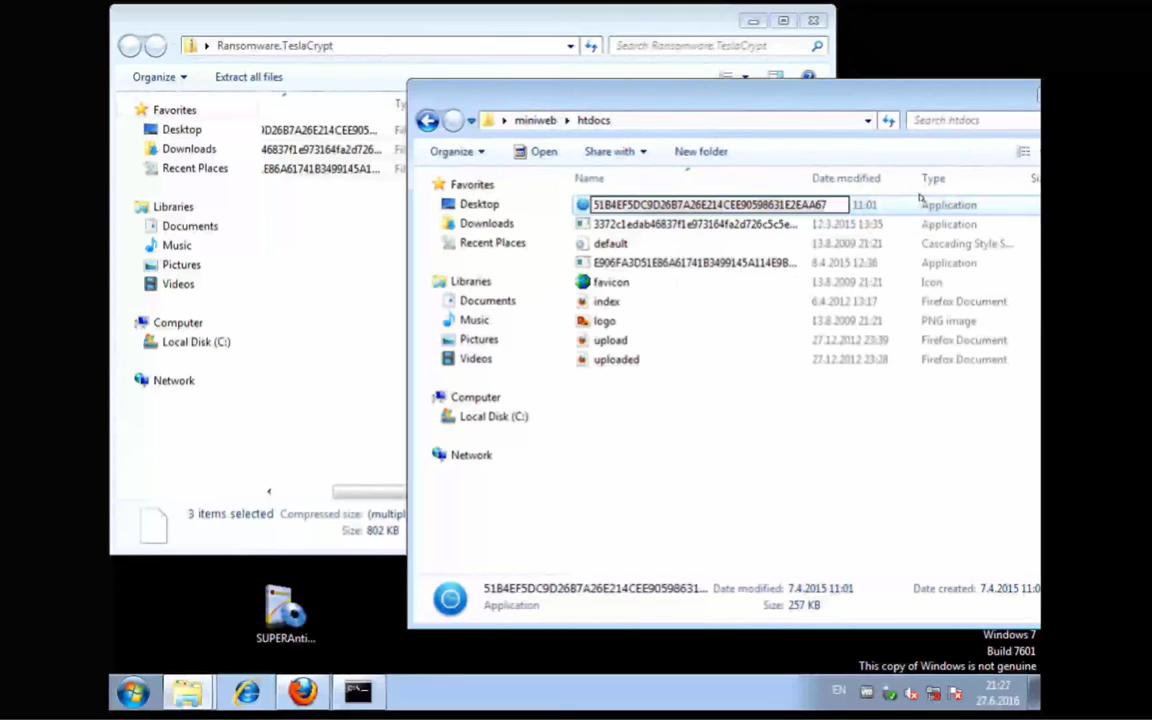 Ransomware.TeslaCrypt
Search Ransomware.TeslaCrypt
Organize
Extract all files
Favorites
Desktop
Downloads
Recent Places
Libraries
Documents
Music
Pictures
Videos
Computer
Local Disk (C:)
Network
3 items selected Compressed size: (multipl
Size: 802 KB
miniweb
htdocs
Search htdocs
Organize
Open
Share with
New folder
Favorites
Desktop
Downloads
Recent Places
Libraries
Documents
Music
Pictures
Videos
Computer
Local Disk (C:)
Network
Name Date modified Type
51B4EF5DC9D26B7A26E214CEE90598631E2EAA67 11:01 Application
3372c1edab46837f1e973164fa2d726c5c5e... 12.3.2015 13:35 Application
default 13.8.2009 21:21 Cascading Style S...
E906FA3D51E86A61741B3499145A114E9B... 8.4.2015 12:36 Application
favicon 13.8.2009 21:21 Icon
index 6.4.2012 13:17 Firefox Document
logo 13.8.2009 21:21 PNG image
upload 27.12.2012 23:39 Firefox Document
uploaded 27.12.2012 23:28 Firefox Document
51B4EF5DC9D26B7A26E214CEE90598631... Date modified: 7.4.2015 11:01 Date created: 7.4.2015 11:0
Application Size: 257 KB
SUPERAnti...
Windows 7
Build 7601
This copy of Windows is not genuine
EN
21:27
27.6.2016